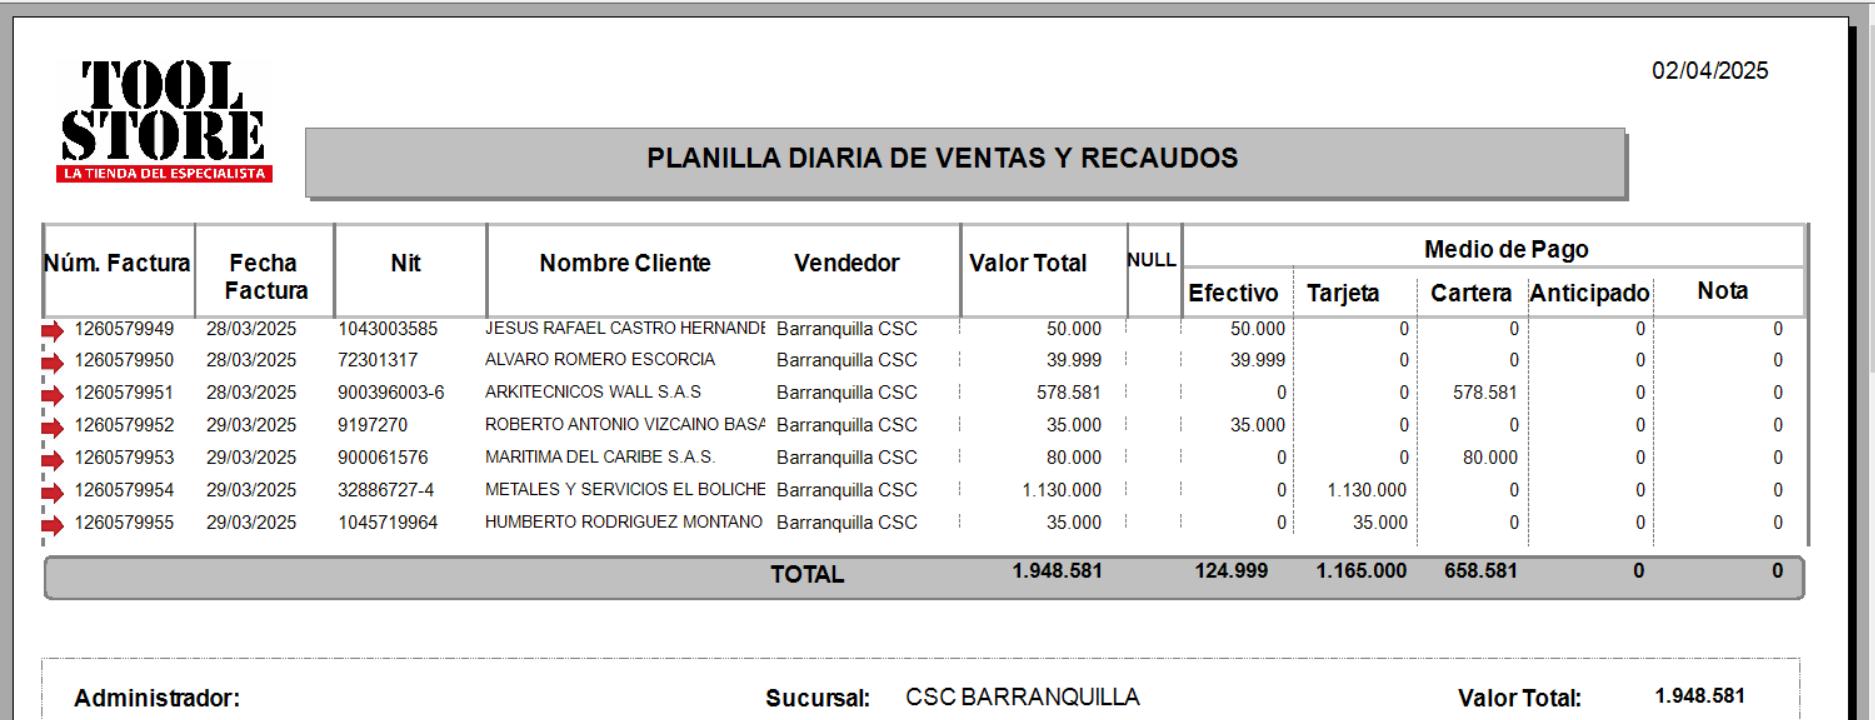 TOOL
STORE
LA TIENDA DEL ESPECIALISTA
02/04/2025
PLANILLA DIARIA DE VENTAS Y RECAUDOS
Núm. Factura Fecha Factura Nit Nombre Cliente Vendedor Valor Total NULL Medio de Pago
Efectivo Tarjeta Cartera Anticipado Nota
1260579949 28/03/2025 1043003585 JESUS RAFAEL CASTRO HERNANDE Barranquilla CSC 50.000 50.000 0 0 0 0
1260579950 28/03/2025 72301317 ALVARO ROMERO ESCORCIA Barranquilla CSC 39.999 39.999 0 0 0 0
1260579951 28/03/2025 900396003-6 ARKITECNICOS WALL S.A.S Barranquilla CSC 578.581 0 0 578.581 0 0
1260579952 29/03/2025 9197270 ROBERTO ANTONIO VIZCAINO BASA Barranquilla CSC 35.000 35.000 0 0 0 0
1260579953 29/03/2025 900061576 MARITIMA DEL CARIBE S.A.S. Barranquilla CSC 80.000 0 0 80.000 0 0
1260579954 29/03/2025 32886727-4 METALES Y SERVICIOS EL BOLICHE Barranquilla CSC 1.130.000 0 1.130.000 0 0 0
1260579955 29/03/2025 1045719964 HUMBERTO RODRIGUEZ MONTANO Barranquilla CSC 35.000 0 35.000 0 0 0
TOTAL 1.948.581 124.999 1.165.000 658.581 0 0
Administrador: Sucursal: CSC BARRANQUILLA Valor Total: 1.948.581